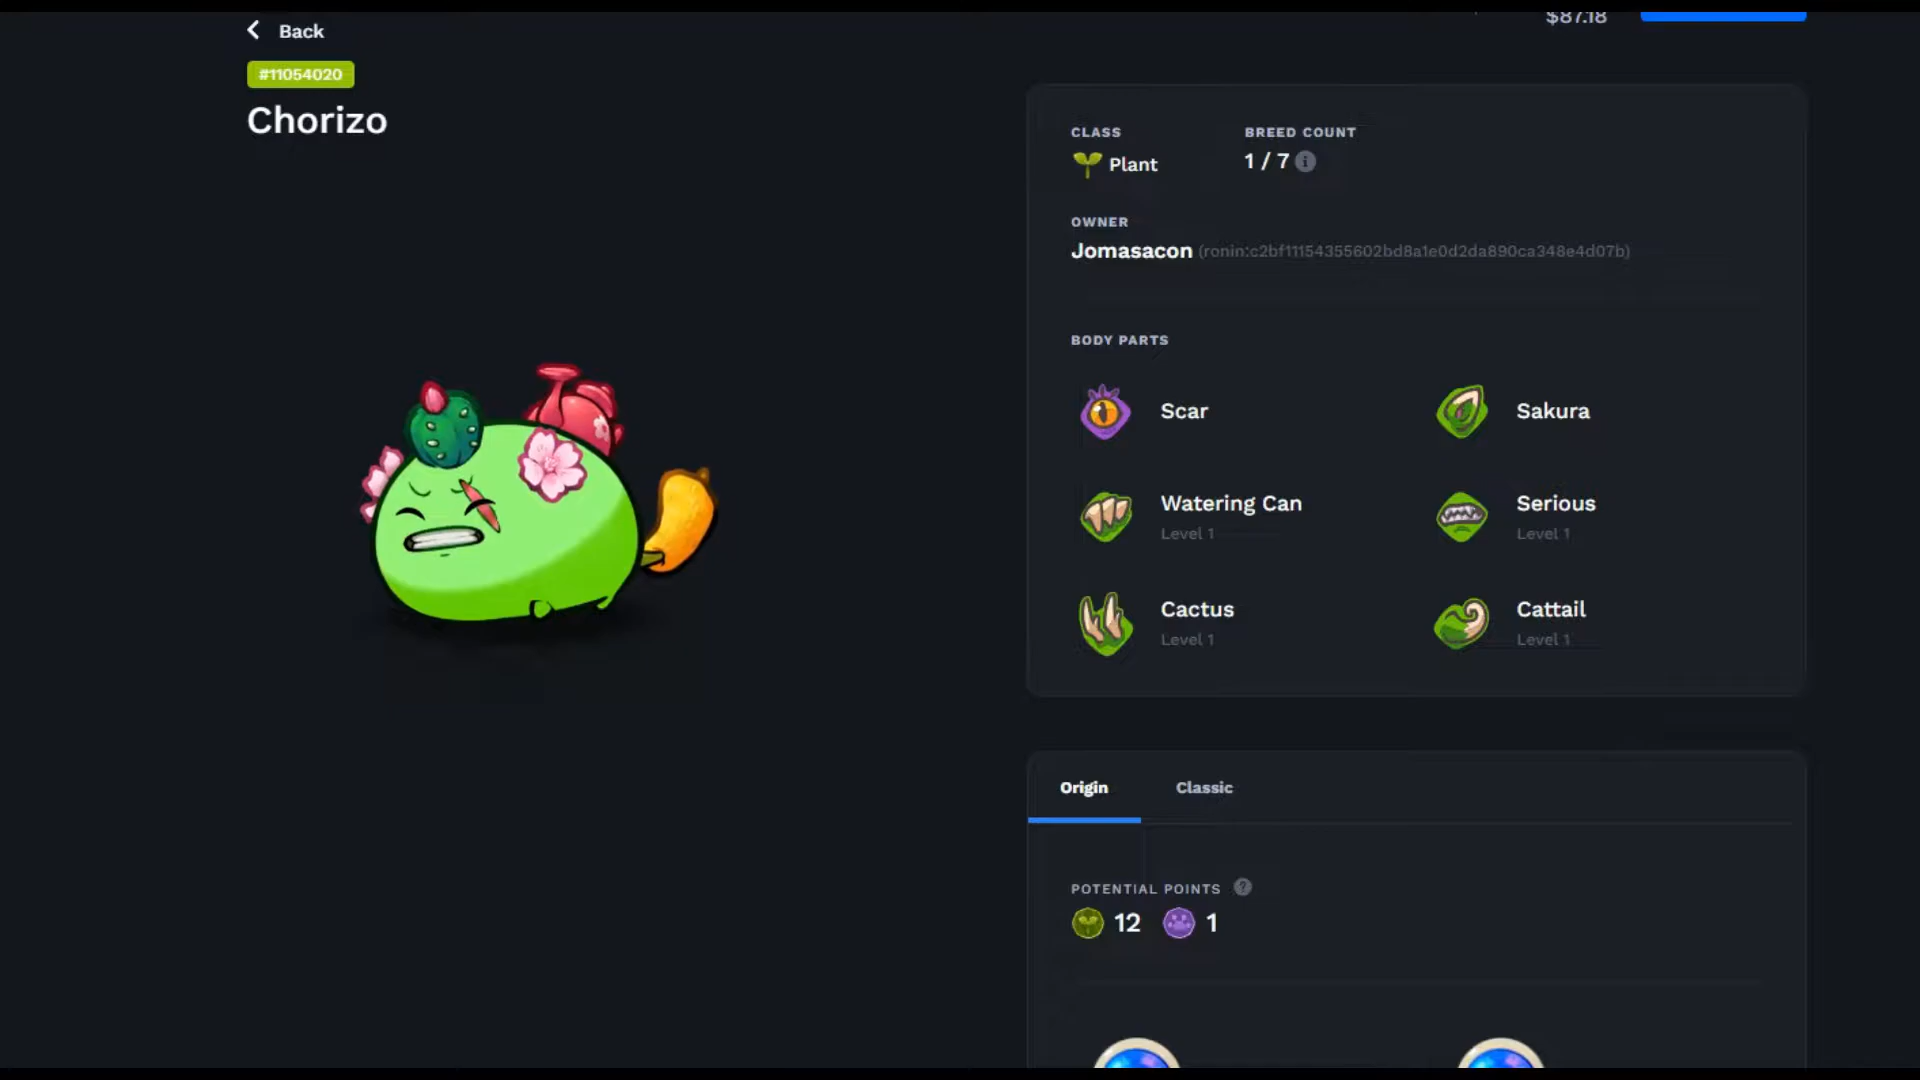 $87.18
Back
#11054020
Chorizo
CLASS
BREED COUNT
Plant
1 / 7
OWNER
Jomasacon (ronin:c2bf11154355602bd8a1e0d2da890ca348e4d07b)
BODY PARTS
Scar
Sakura
Watering Can
Level 1
Serious
Level 1
Cactus
Level 1
Cattail
Level 1
Origin
Classic
POTENTIAL POINTS ?
12
1